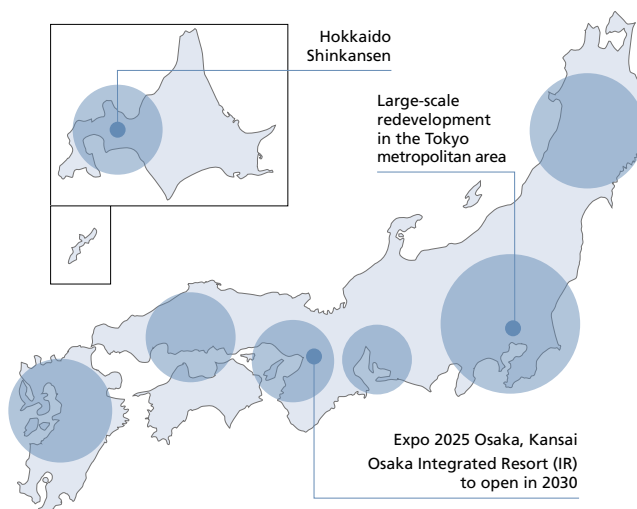 Hokkaido
Shinkansen
Large-scale
redevelopment
in the Tokyo
metropolitan area
Expo 2025 Osaka, Kansai
Osaka Integrated Resort (IR)
to open in 2030